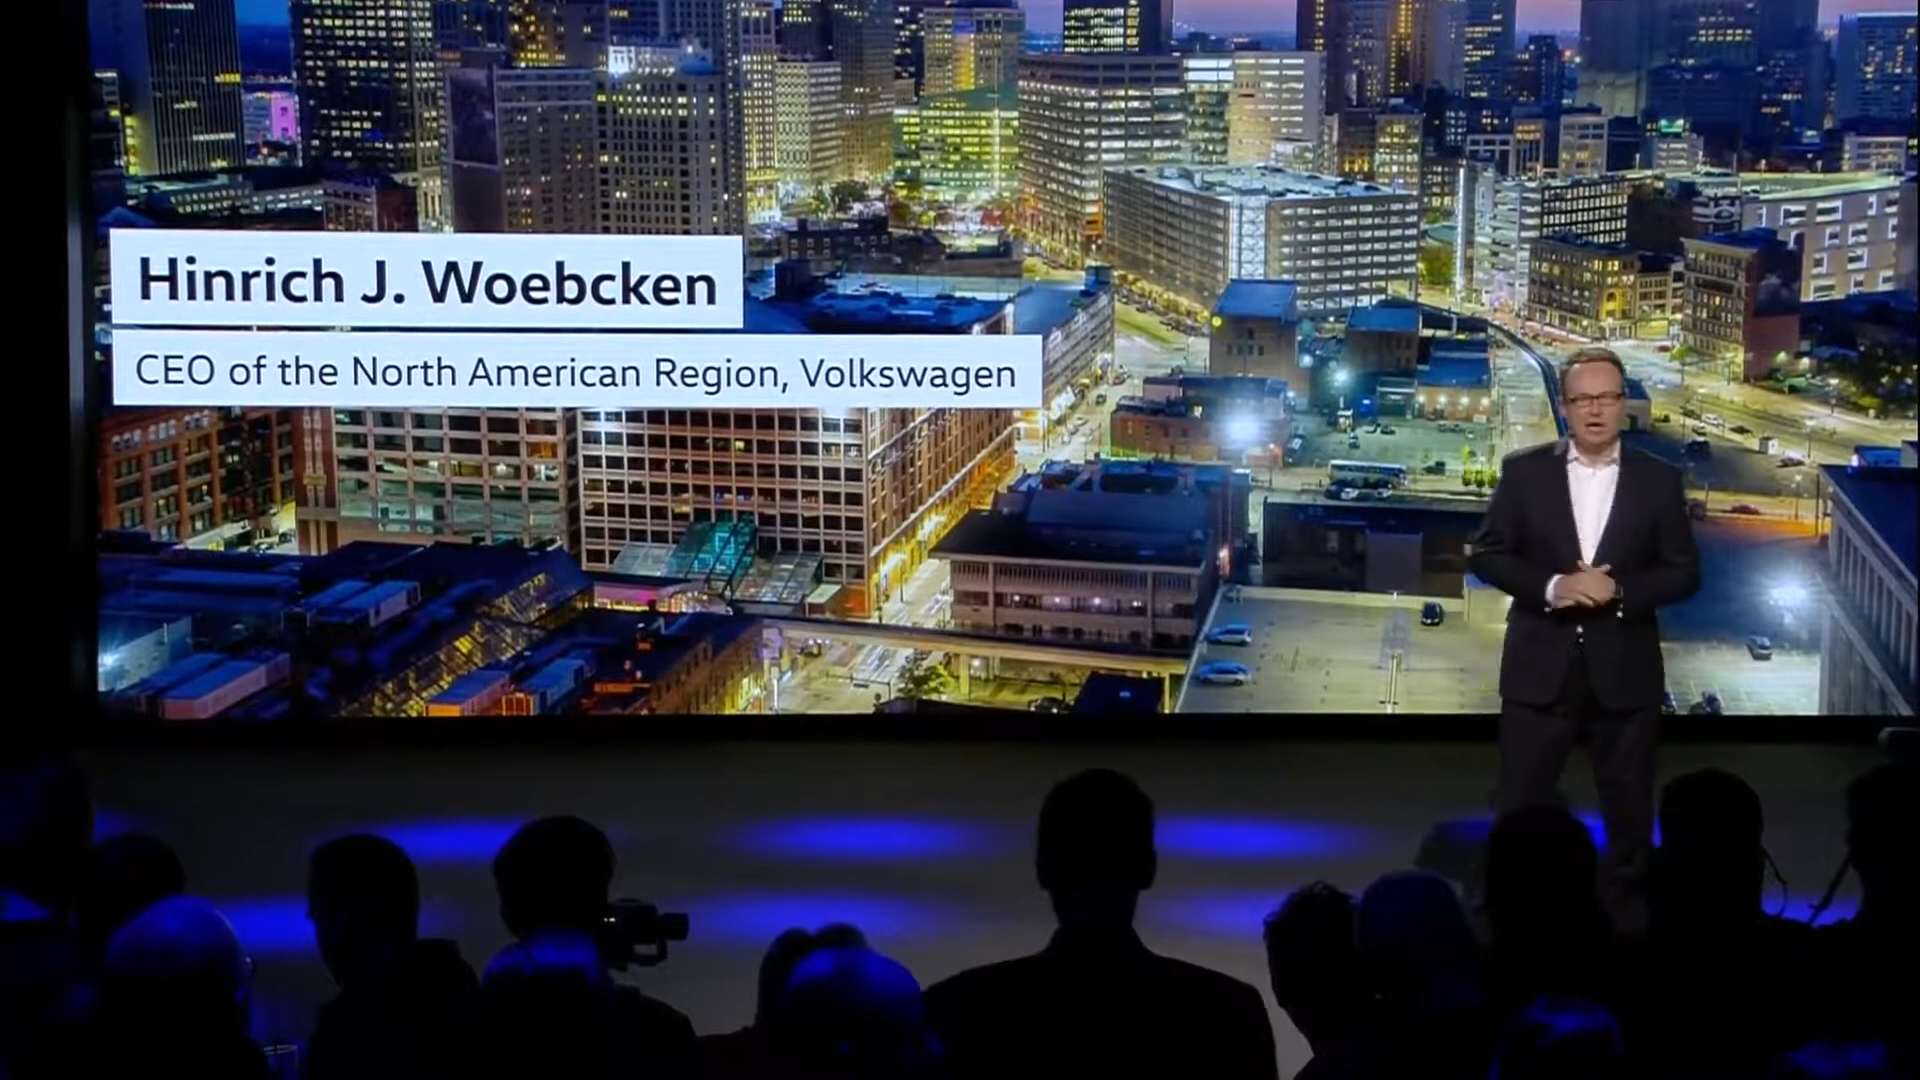 Hinrich J. Woebcken
CEO of the North American Region, Volkswagen